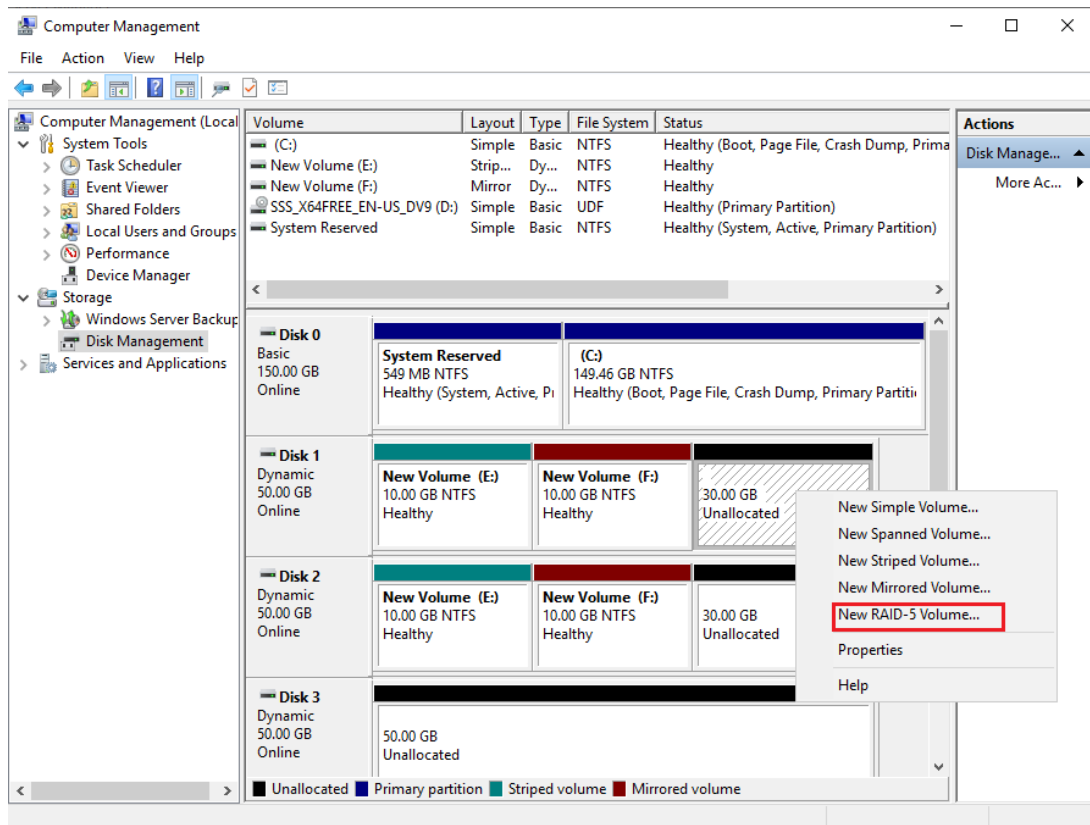 Computer Management
File Action View Help
Computer Management (Local
System Tools
Task Scheduler
Event Viewer
Shared Folders
Local Users and Groups
Performance
Device Manager
Storage
Windows Server Backup
Disk Management
Services and Applications
Volume Layout Type File System Status
(C:) Simple Basic NTFS Healthy (Boot, Page File, Crash Dump, Prima
New Volume (E:) Strip... Dy... NTFS Healthy
New Volume (F:) Mirror Dy... NTFS Healthy
SSS_X64FREE_EN-US_DV9 (D:) Simple Basic UDF Healthy (Primary Partition)
System Reserved Simple Basic NTFS Healthy (System, Active, Primary Partition)
Disk 0
Basic
150.00 GB
Online
System Reserved
549 MB NTFS
Healthy (System, Active, Pr
(C:)
149.46 GB NTFS
Healthy (Boot, Page File, Crash Dump, Primary Partiti
Disk 1
Dynamic
50.00 GB
Online
New Volume (E:)
10.00 GB NTFS
Healthy
New Volume (F:)
10.00 GB NTFS
Healthy
30.00 GB
Unallocated
Disk 2
Dynamic
50.00 GB
Online
New Volume (E:)
10.00 GB NTFS
Healthy
New Volume (F:)
10.00 GB NTFS
Healthy
30.00 GB
Unallocated
Disk 3
Dynamic
50.00 GB
Online
50.00 GB
Unallocated
Unallocated Primary partition Striped volume Mirrored volume
New Simple Volume...
New Spanned Volume...
New Striped Volume...
New Mirrored Volume...
New RAID-5 Volume...
Properties
Help
Actions
Disk Manage...
More Ac...